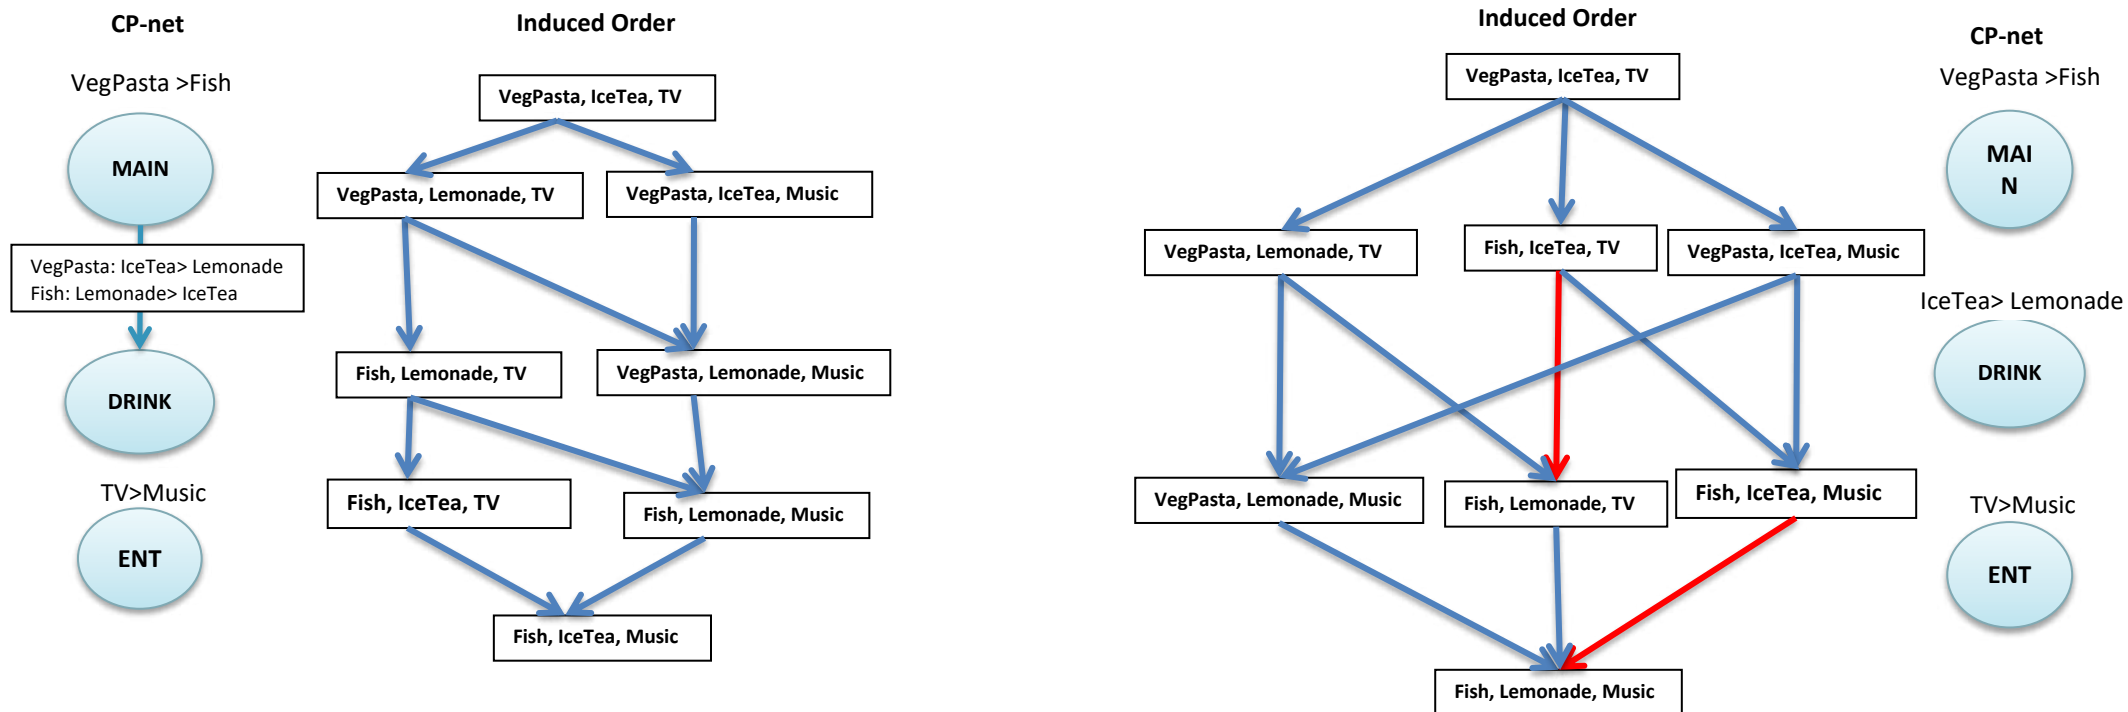 CP-net
VegPasta >Fish
MAIN
VegPasta: IceTea> Lemonade
Fish: Lemonade> IceTea
DRINK
TV>Music
ENT
Induced Order
VegPasta, IceTea, TV
VegPasta, Lemonade, TV
VegPasta, IceTea, Music
Fish, Lemonade, TV
VegPasta, Lemonade, Music
Fish, IceTea, TV
Fish, Lemonade, Music
Fish, IceTea, Music
Induced Order
VegPasta, IceTea, TV
VegPasta, Lemonade, TV
Fish, IceTea, TV
VegPasta, IceTea, Music
VegPasta, Lemonade, Music
Fish, Lemonade, TV
Fish, IceTea, Music
Fish, Lemonade, Music
CP-net
VegPasta >Fish
MAI
N
IceTea> Lemonade
DRINK
TV>Music
ENT